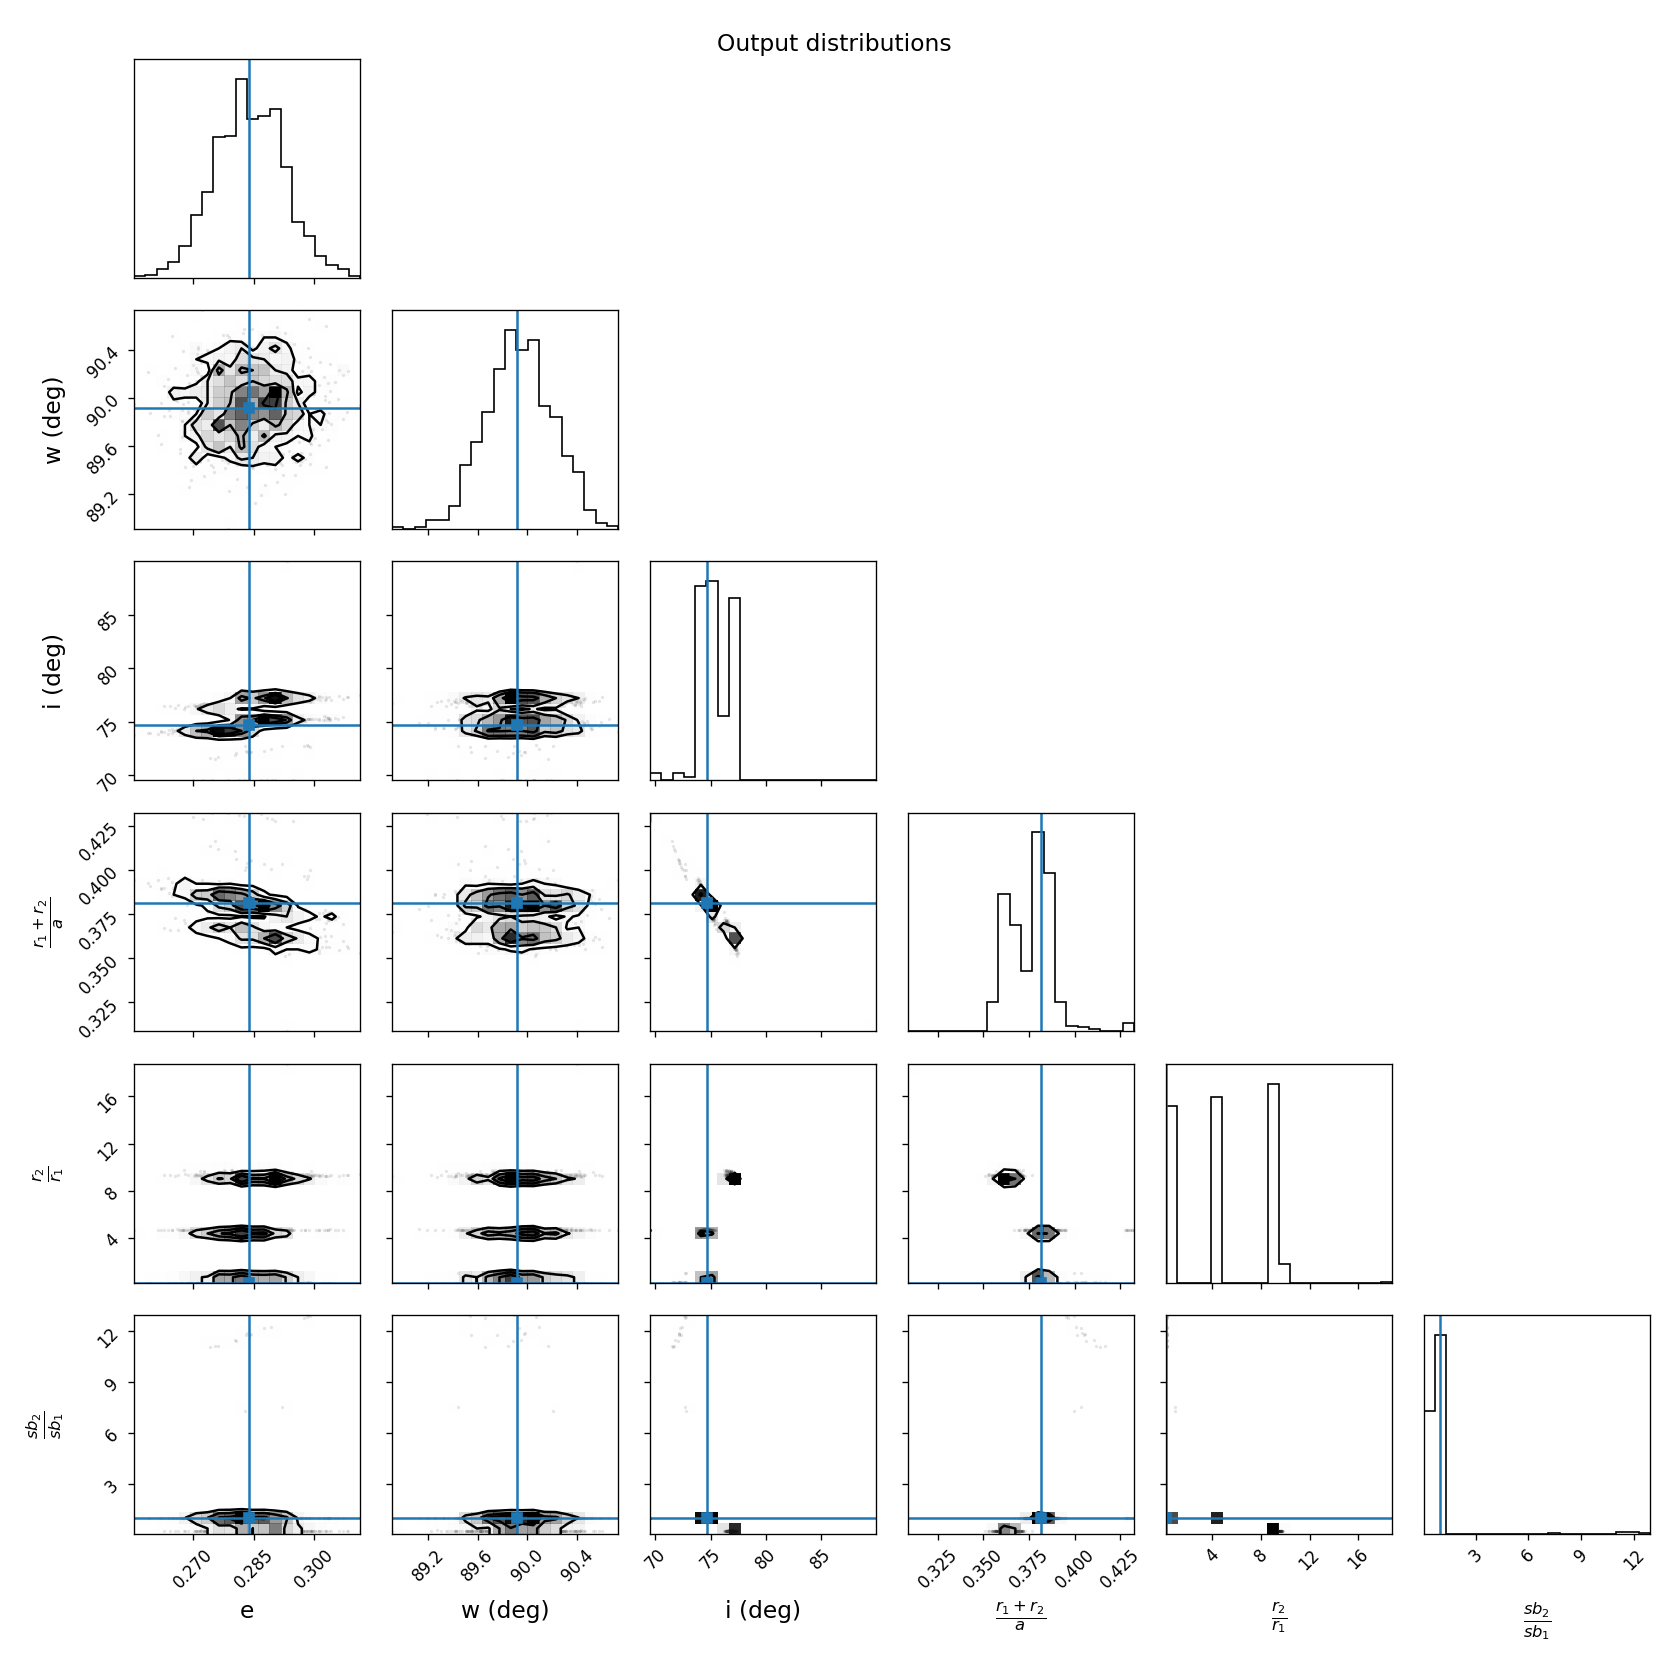 Output distributions
w (deg)
90.4
90.0
89.6
89.2
i (deg)
85
80
75
70
r₁ + r₂ / a
0.425
0.400
0.375
0.350
0.325
r₂ / r₁
16
12
8
4
sb₂ / sb₁
12
9
6
3
0.270 0.285 0.300 89.2 89.6 90.0 90.4 70 75 80 85 0.325 0.350 0.375 0.400 0.425 4 8 12 16 3 6 9 12
e w (deg) i (deg) r₁ + r₂ / a r₂ / r₁ sb₂ / sb₁